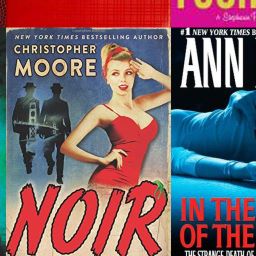 NEW YORK TIMES BESTSELLING AUTHOR
CHRISTOPHER
MOORE
NOIR
A Stephanie
#1 NEW YORK TIMES
ANN
IN THE
OF THE
THE STRANGE DEATH OF